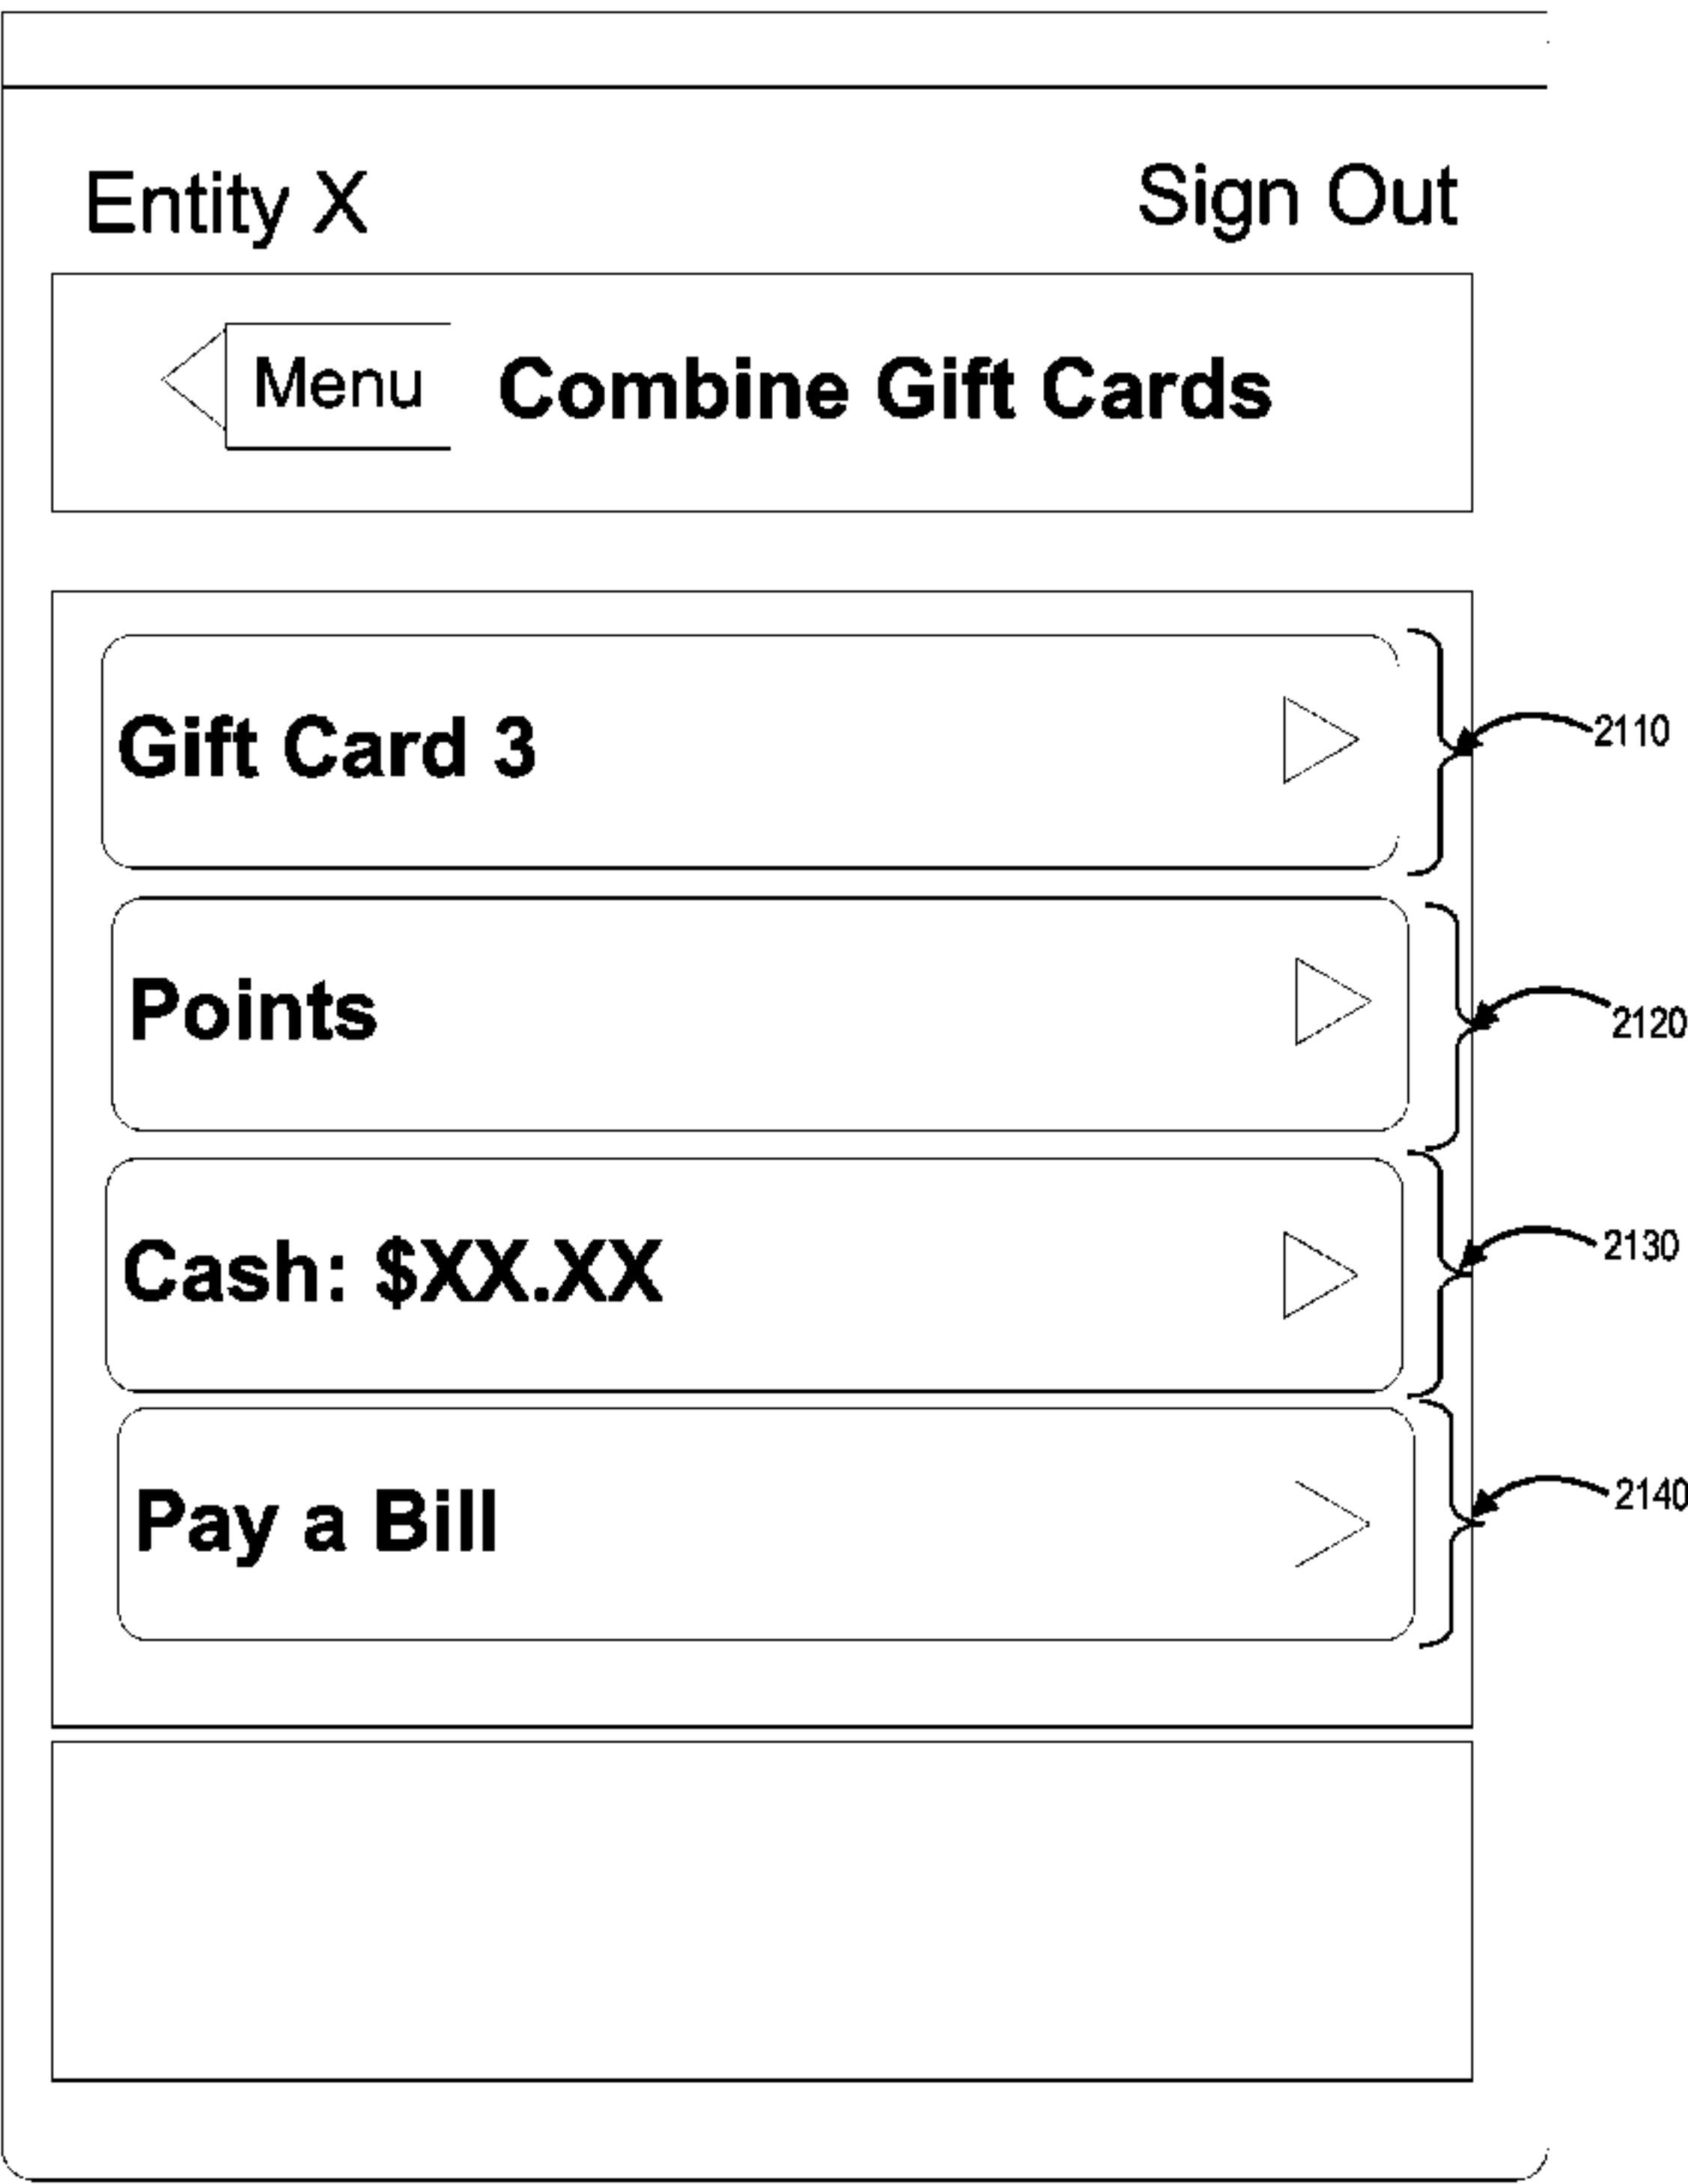 Entity X Sign Out
Menu Combine Gift Cards
Gift Card 3
2110
Points
2120
Cash: $XX.XX
2130
Pay a Bill
2140